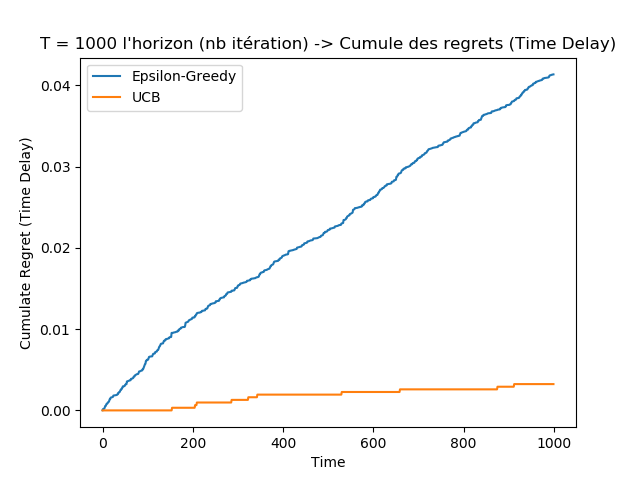 T = 1000 l'horizon (nb itération) -> Cumule des regrets (Time Delay)
Epsilon-Greedy
UCB
Cumulate Regret (Time Delay)
0.04
0.03
0.02
0.01
0.00
0
200
400
600
800
1000
Time